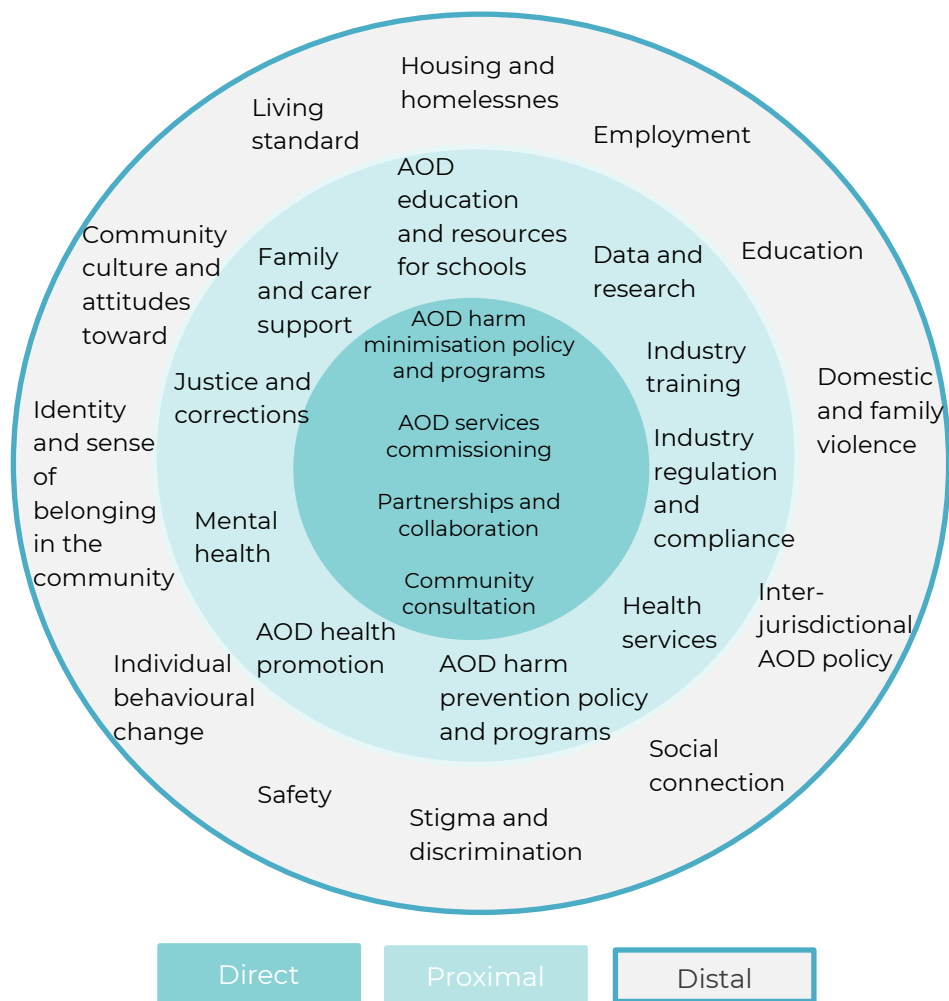 Housing and
homelessnes
Living
standard
Employment
Community
culture and
attitudes
toward
Education
Identity
and sense
of
belonging
in the
community
Domestic
and family
violence
Individual
behavioural
change
Inter-
jurisdictional
AOD policy
Safety
Stigma and
discrimination
Social
connection
AOD
education
and resources
for schools
Family
and carer
support
Data and
research
Justice and
corrections
Industry
training
Mental
health
Industry
regulation
and
compliance
AOD health
promotion
AOD harm
prevention policy
and programs
Health
services
AOD harm
minimisation policy
and programs
AOD services
commissioning
Partnerships and
collaboration
Community
consultation
Direct
Proximal
Distal